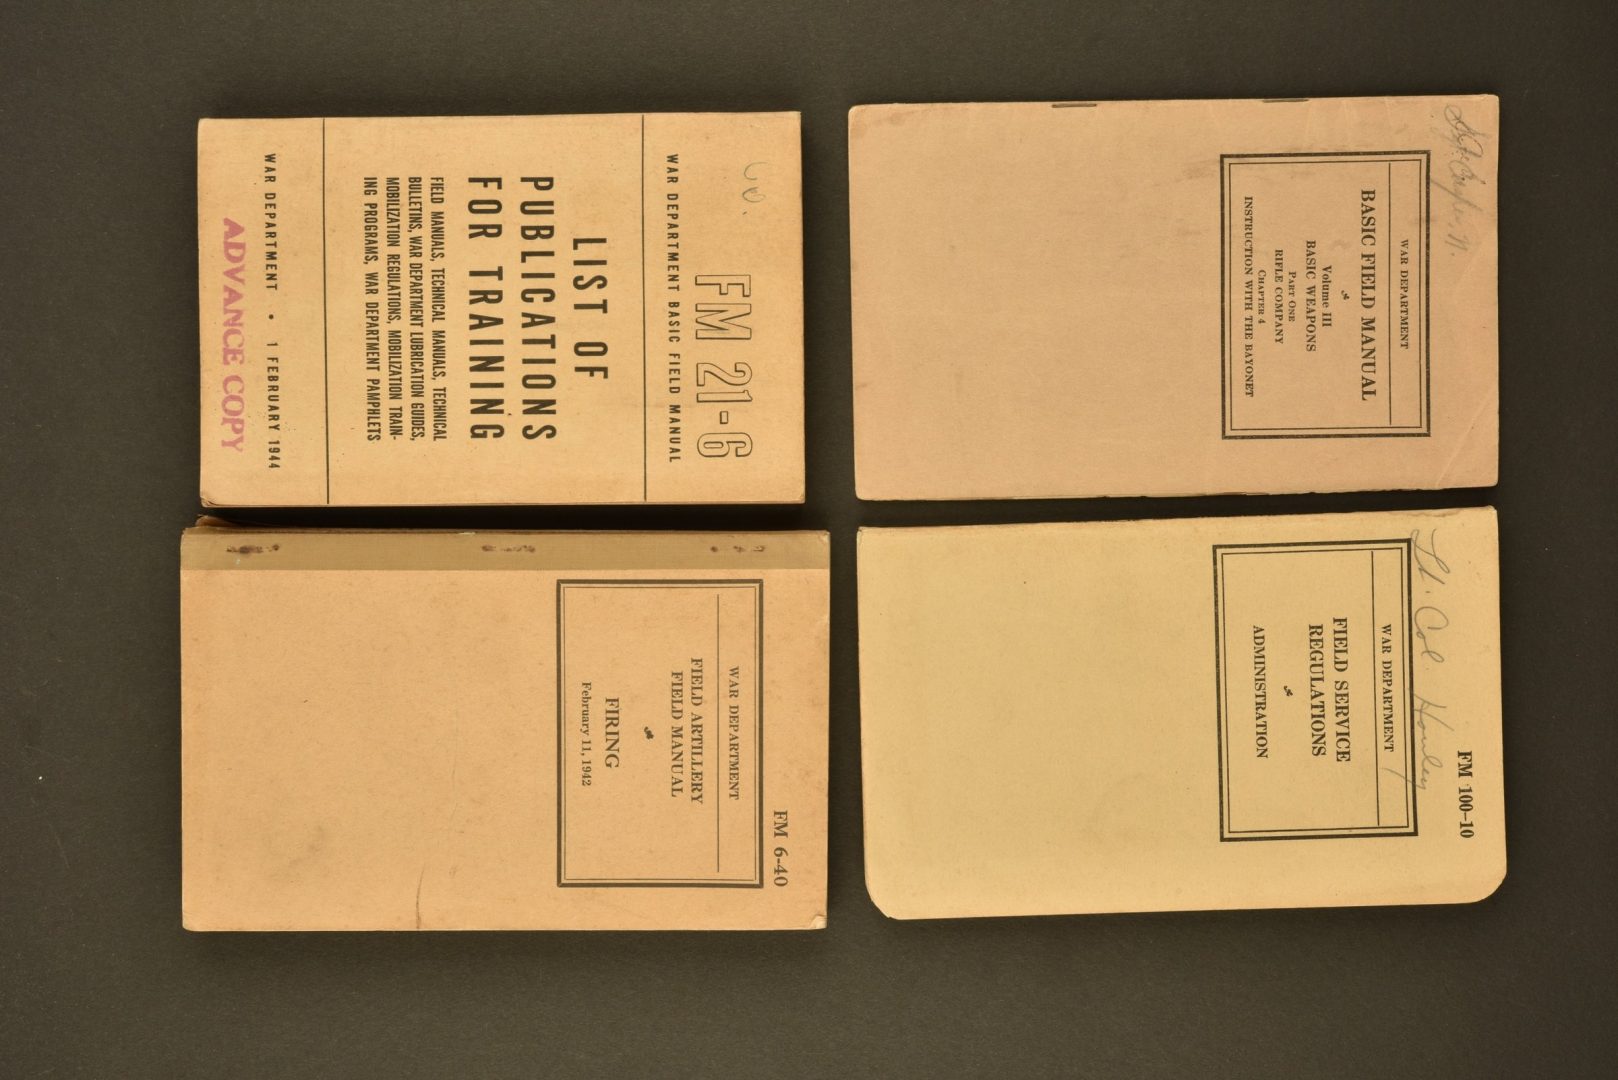 FM 21-6
WAR DEPARTMENT BASIC FIELD MANUAL
LIST OF
PUBLICATIONS
FOR TRAINING
FIELD MANUALS, TECHNICAL MANUALS, TECHNICAL
BULLETINS, WAR DEPARTMENT LUBRICATION GUIDES,
MOBILIZATION REGULATIONS, MOBILIZATION TRAIN-
ING PROGRAMS, WAR DEPARTMENT PAMPHLETS
WAR DEPARTMENT • 1 FEBRUARY 1944
ADVANCE COPY
WAR DEPARTMENT
BASIC FIELD MANUAL
Volume III
BASIC WEAPONS
PART ONE
RIFLE COMPANY
CHAPTER 4
INSTRUCTION WITH THE BAYONET
FM 6-40
WAR DEPARTMENT
FIELD ARTILLERY
FIELD MANUAL
FIRING
February 11, 1942
FM 100–10
Lt. Col.
WAR DEPARTMENT
FIELD SERVICE
REGULATIONS
ADMINISTRATION